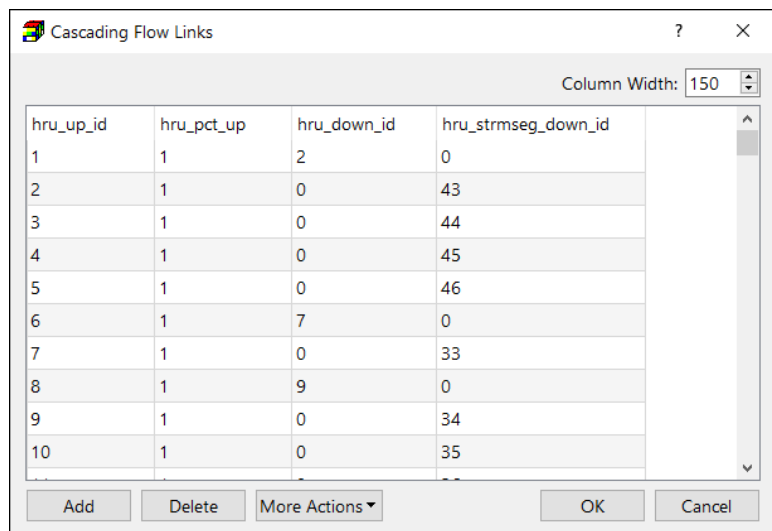 Cascading Flow Links ?
Column Width: 150
hru_up_id hru_pct_up hru_down_id hru_strmseg_down_id
1 1 2 0
2 1 0 43
3 1 0 44
4 1 0 45
5 1 0 46
6 1 7 0
7 1 0 33
8 1 9 0
9 1 0 34
10 1 0 35
Add Delete More Actions OK Cancel